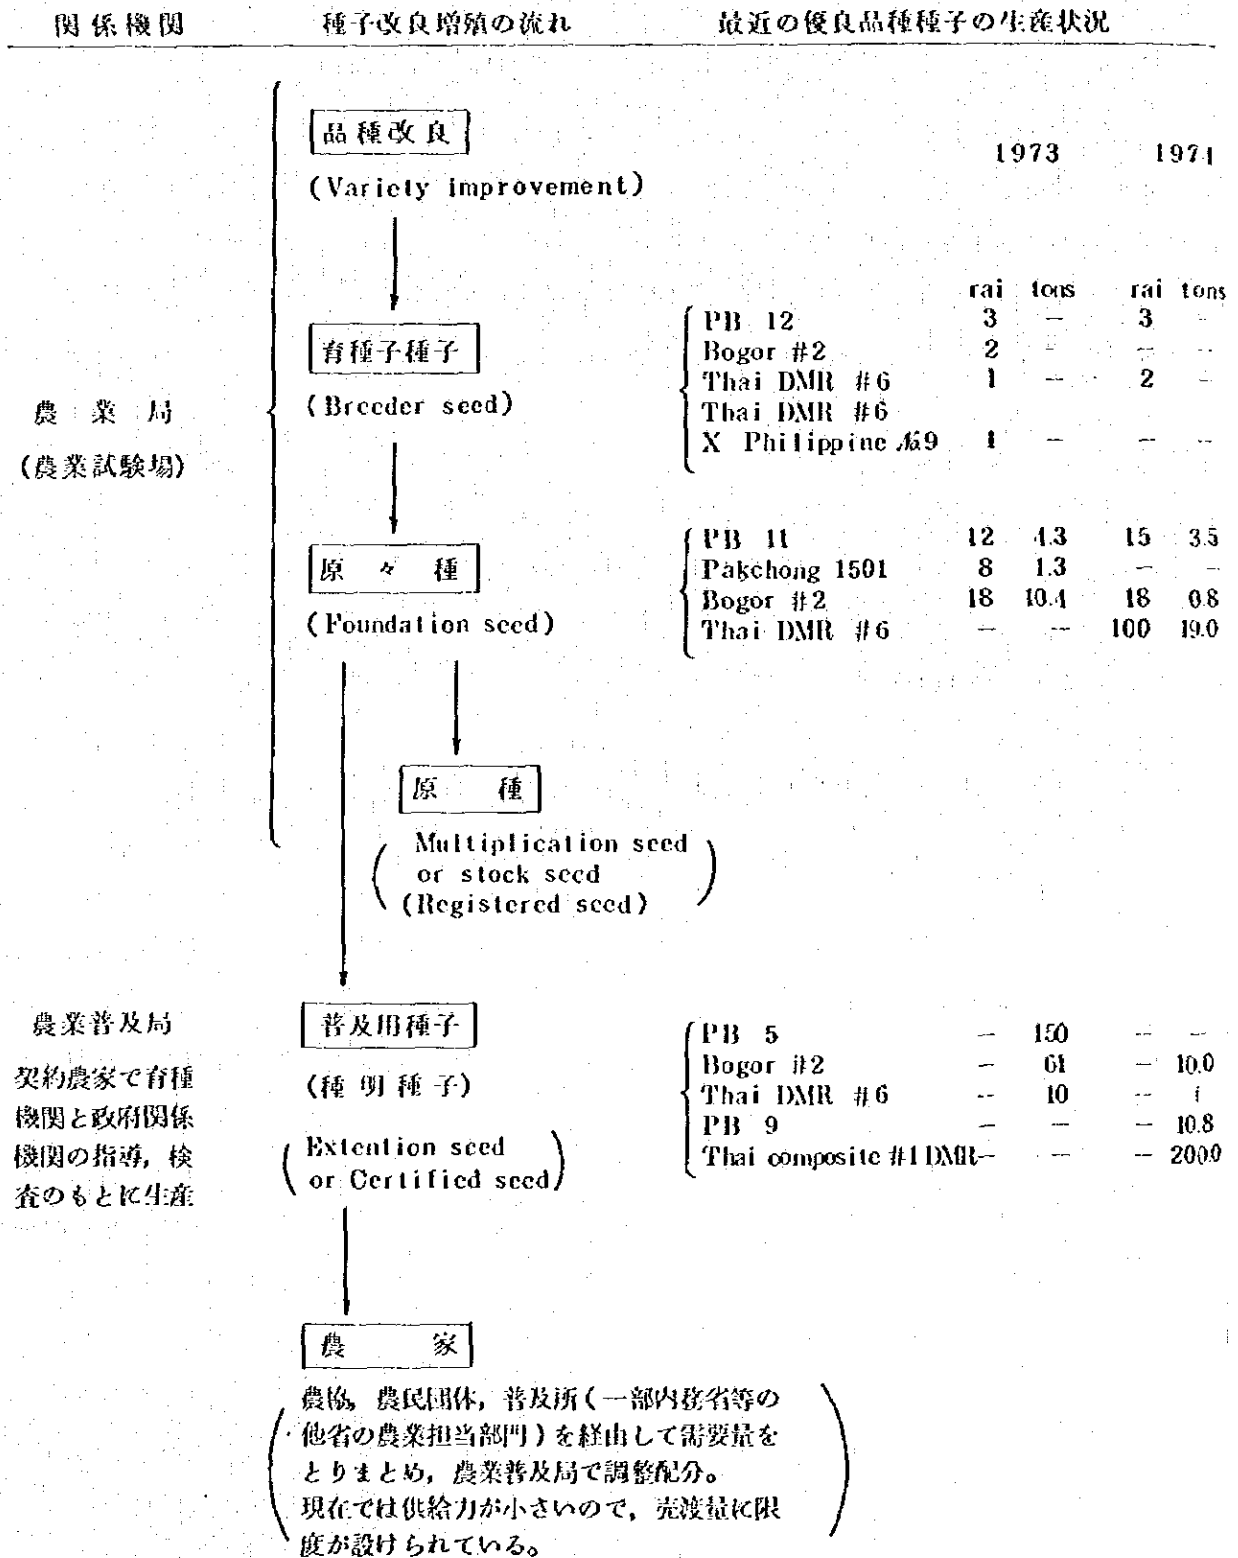 関係機関 種子改良増殖の流れ 最近の優良品種種子の生産状況
品種改良
(Variety improvement)
1973 1974
rai tons rai tons
育種子種子
(Breeder seed)
PB 12 3 — 3 —
Bogor #2 2 — — —
Thai DMR #6 1 — 2 —
Thai DMR #6
X Philippine №9 1 — — —
農業局
(農業試験場)
原々種
(Foundation seed)
PB 11 12 4.3 15 3.5
Pakchong 1501 8 1.3 — —
Bogor #2 18 10.4 18 0.8
Thai DMR #6 — — 100 19.0
原種
Multiplication seed
or stock seed
(Registered seed)
農業普及局
契約農家で育種
機関と政府関係
機関の指導,検
査のもとに生産
普及用種子
(種明種子)
(Extention seed
or Certified seed)
PB 5 — 150 — —
Bogor #2 — 61 — 10.0
Thai DMR #6 -- 10 --
PB 9 — — — 10.8
Thai composite #1 DMR— — — 200.0
農家
農協,農民団体,普及所(一部内務省等の
他省の農業担当部門)を経由して需要量を
とりまとめ,農業普及局で調整配分。
現在では供給力が小さいので,売渡量に限
度が設けられている。